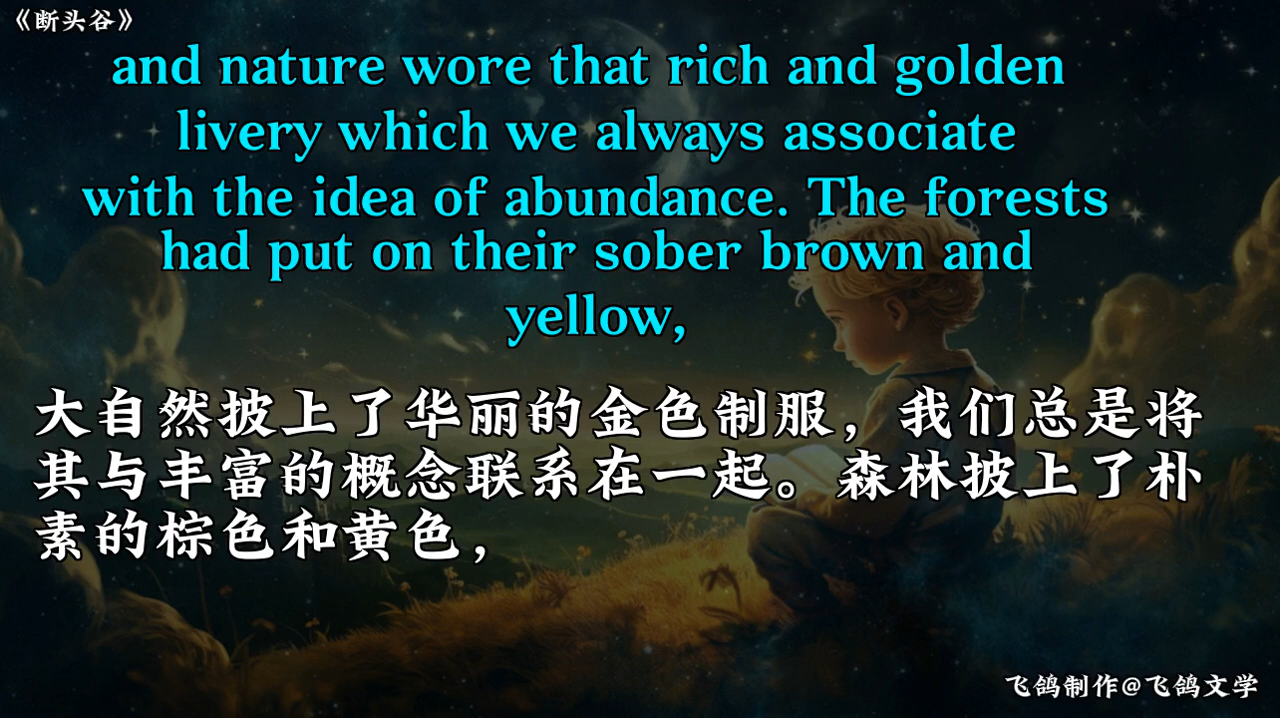 《断头谷》
and nature wore that rich and golden
livery which we always associate
with the idea of abundance. The forests
had put on their sober brown and
yellow,
大自然披上了华丽的金色制服，我们总是将
其与丰富的概念联系在一起。森林披上了朴
素的棕色和黄色，
飞鸽制作@飞鸽文学